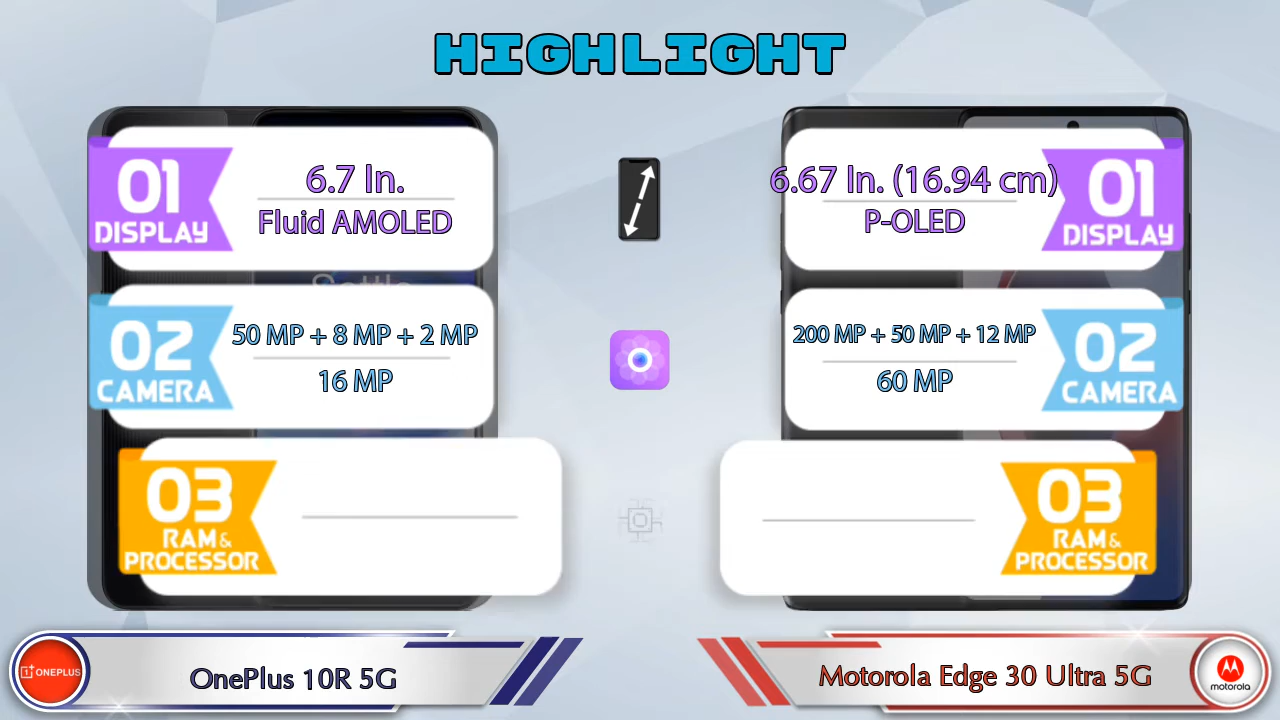 HIGHLIGHT
01
DISPLAY
6.7 In.
Fluid AMOLED
6.67 In. (16.94 cm)
P-OLED
01
DISPLAY
02
CAMERA
50 MP + 8 MP + 2 MP
16 MP
200 MP + 50 MP + 12 MP
60 MP
02
CAMERA
03
RAM &
PROCESSOR
03
RAM &
PROCESSOR
1+ ONEPLUS
OnePlus 10R 5G
Motorola Edge 30 Ultra 5G
motorola